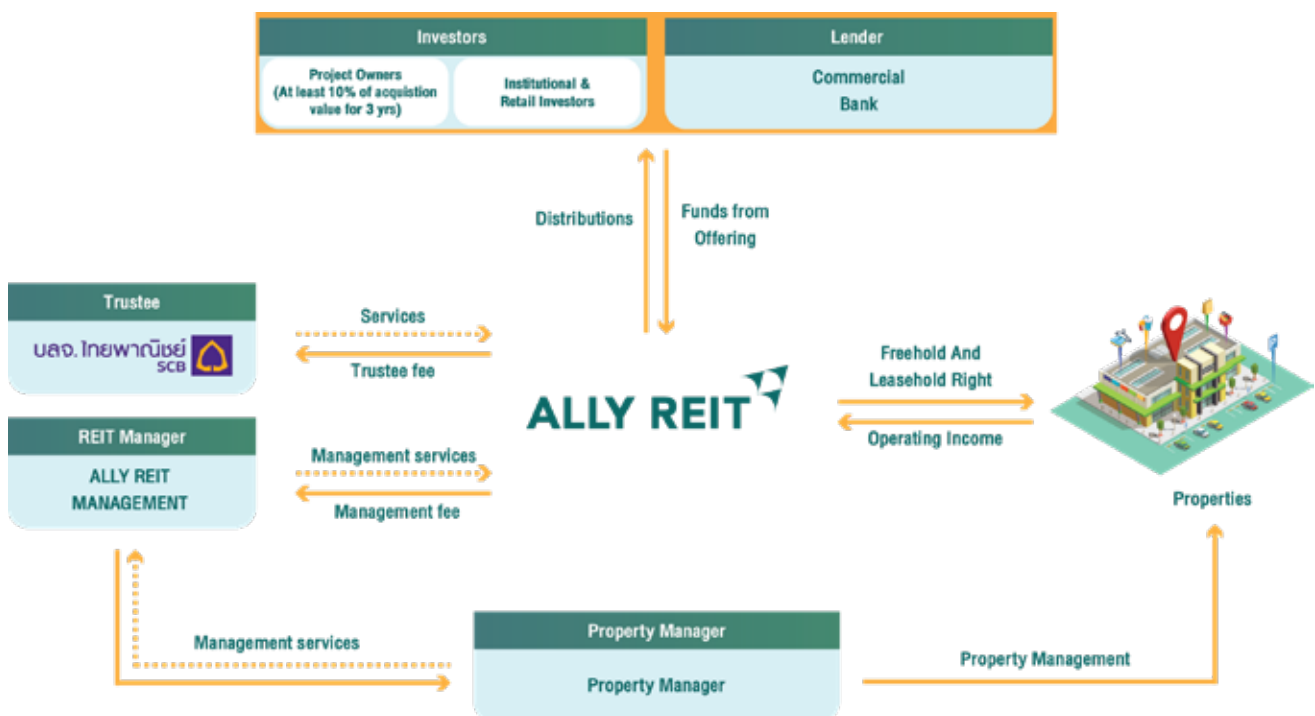 Investors
Lender
Project Owners
(At least 10% of acquistion
value for 3 yrs)
Institutional &
Retail Investors
Commercial
Bank
Distributions
Funds from
Offering
Trustee
บลจ. ไทยพาณิชย์
SCB
Services
Trustee fee
ALLY REIT
Freehold And
Leasehold Right
Operating Income
REIT Manager
ALLY REIT
MANAGEMENT
Management services
Management fee
Properties
Management services
Property Manager
Property Manager
Property Management